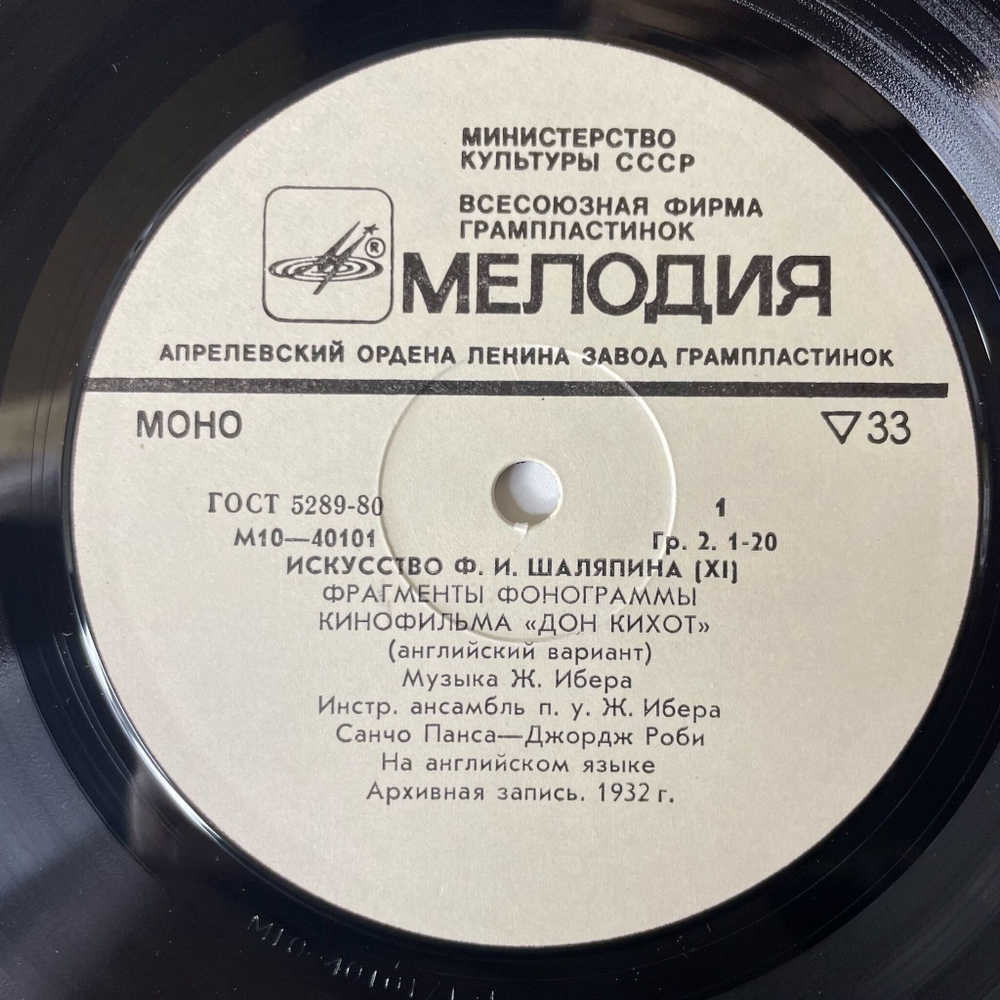 МИНИСТЕРСТВО
КУЛЬТУРЫ СССР
ВСЕСОЮЗНАЯ ФИРМА
ГРАМПЛАСТИНОК
®
МЕЛОДИЯ
АПРЕЛЕВСКИЙ ОРДЕНА ЛЕНИНА ЗАВОД ГРАМПЛАСТИНОК
МОНО ▽33
ГОСТ 5289-80 1
М10—40101 Гр. 2. 1-20
ИСКУССТВО Ф. И. ШАЛЯПИНА (XI)
ФРАГМЕНТЫ ФОНОГРАММЫ
КИНОФИЛЬМА «ДОН КИХОТ»
(английский вариант)
Музыка Ж. Ибера
Инстр. ансамбль п. у. Ж. Ибера
Санчо Панса—Джордж Роби
На английском языке
Архивная запись. 1932 г.
М10-40101